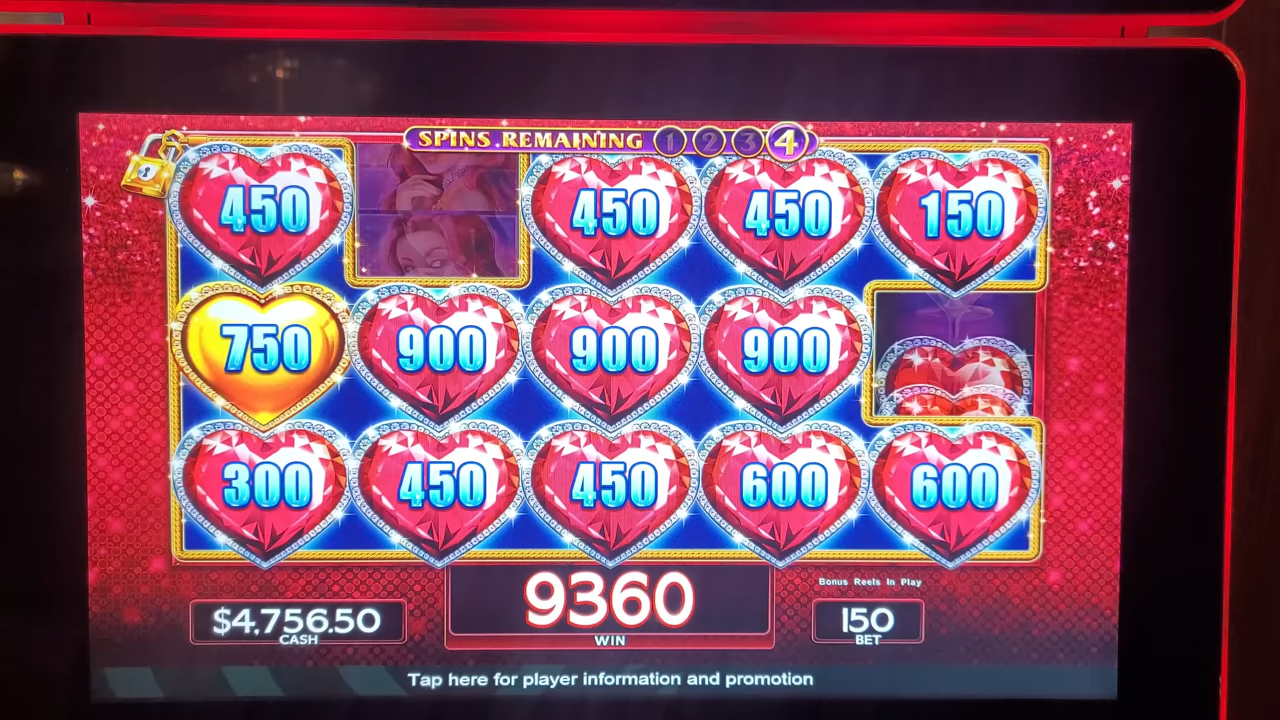 SPINS REMAINING 1 2 3 4
450 450 450 150
750 900 900 900
300 450 450 600 600
Bonus Reels In Play
$4,756.50 9360 150
CASH WIN BET
Tap here for player information and promotion